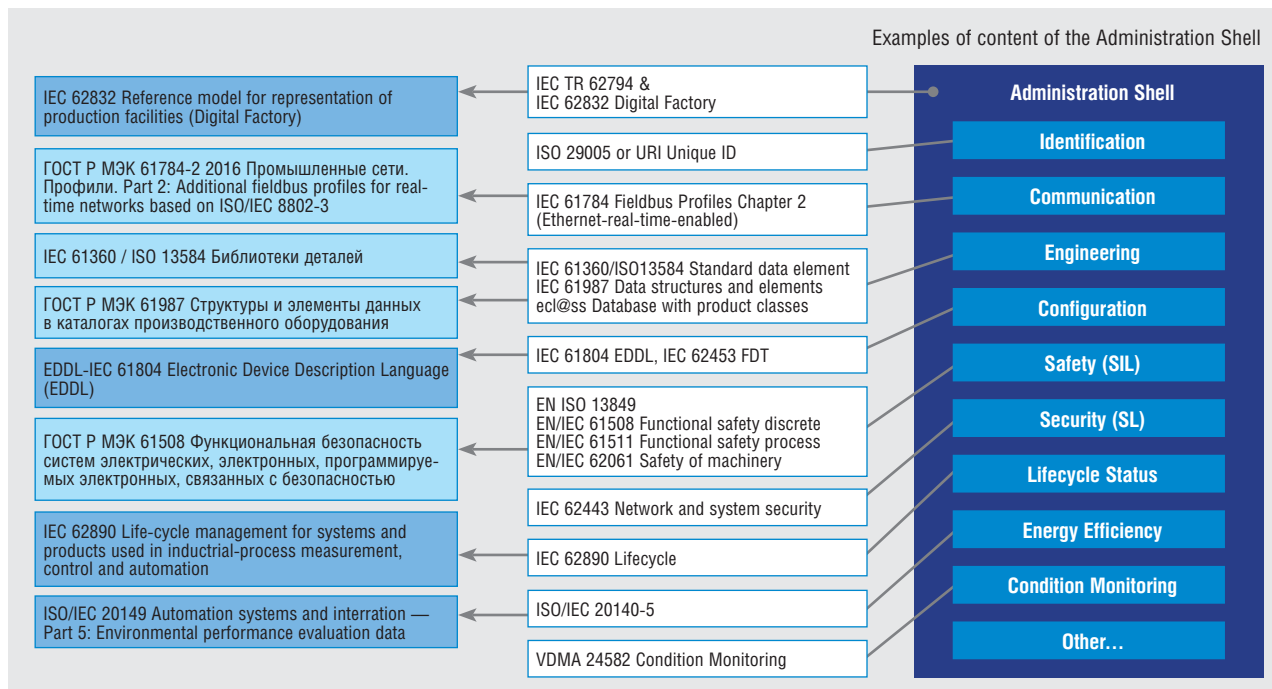 Examples of content of the Administration Shell
IEC 62832 Reference model for representation of
production facilities (Digital Factory)
ГОСТ Р МЭК 61784-2 2016 Промышленные сети.
Профили. Part 2: Additional fieldbus profiles for real-
time networks based on ISO/IEC 8802-3
IEC 61360 / ISO 13584 Библиотеки деталей
ГОСТ Р МЭК 61987 Структуры и элементы данных
в каталогах производственного оборудования
EDDL-IEC 61804 Electronic Device Description Language
(EDDL)
ГОСТ Р МЭК 61508 Функциональная безопасность
систем электрических, электронных, программируе-
мых электронных, связанных с безопасностью
IEC 62890 Life-cycle management for systems and
products used in industrial-process measurement,
control and automation
ISO/IEC 20149 Automation systems and interration —
Part 5: Environmental performance evaluation data
IEC TR 62794 &
IEC 62832 Digital Factory
ISO 29005 or URI Unique ID
IEC 61784 Fieldbus Profiles Chapter 2
(Ethernet-real-time-enabled)
IEC 61360/ISO13584 Standard data element
IEC 61987 Data structures and elements
ecl@ss Database with product classes
IEC 61804 EDDL, IEC 62453 FDT
EN ISO 13849
EN/IEC 61508 Functional safety discrete
EN/IEC 61511 Functional safety process
EN/IEC 62061 Safety of machinery
IEC 62443 Network and system security
IEC 62890 Lifecycle
ISO/IEC 20140-5
VDMA 24582 Condition Monitoring
Administration Shell
Identification
Communication
Engineering
Configuration
Safety (SIL)
Security (SL)
Lifecycle Status
Energy Efficiency
Condition Monitoring
Other...